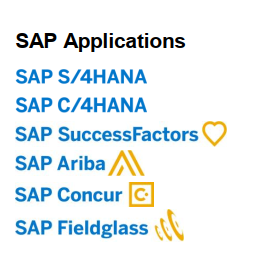 SAP Applications
SAP S/4HANA
SAP C/4HANA
SAP SuccessFactors
SAP Ariba
SAP Concur C
SAP Fieldglass